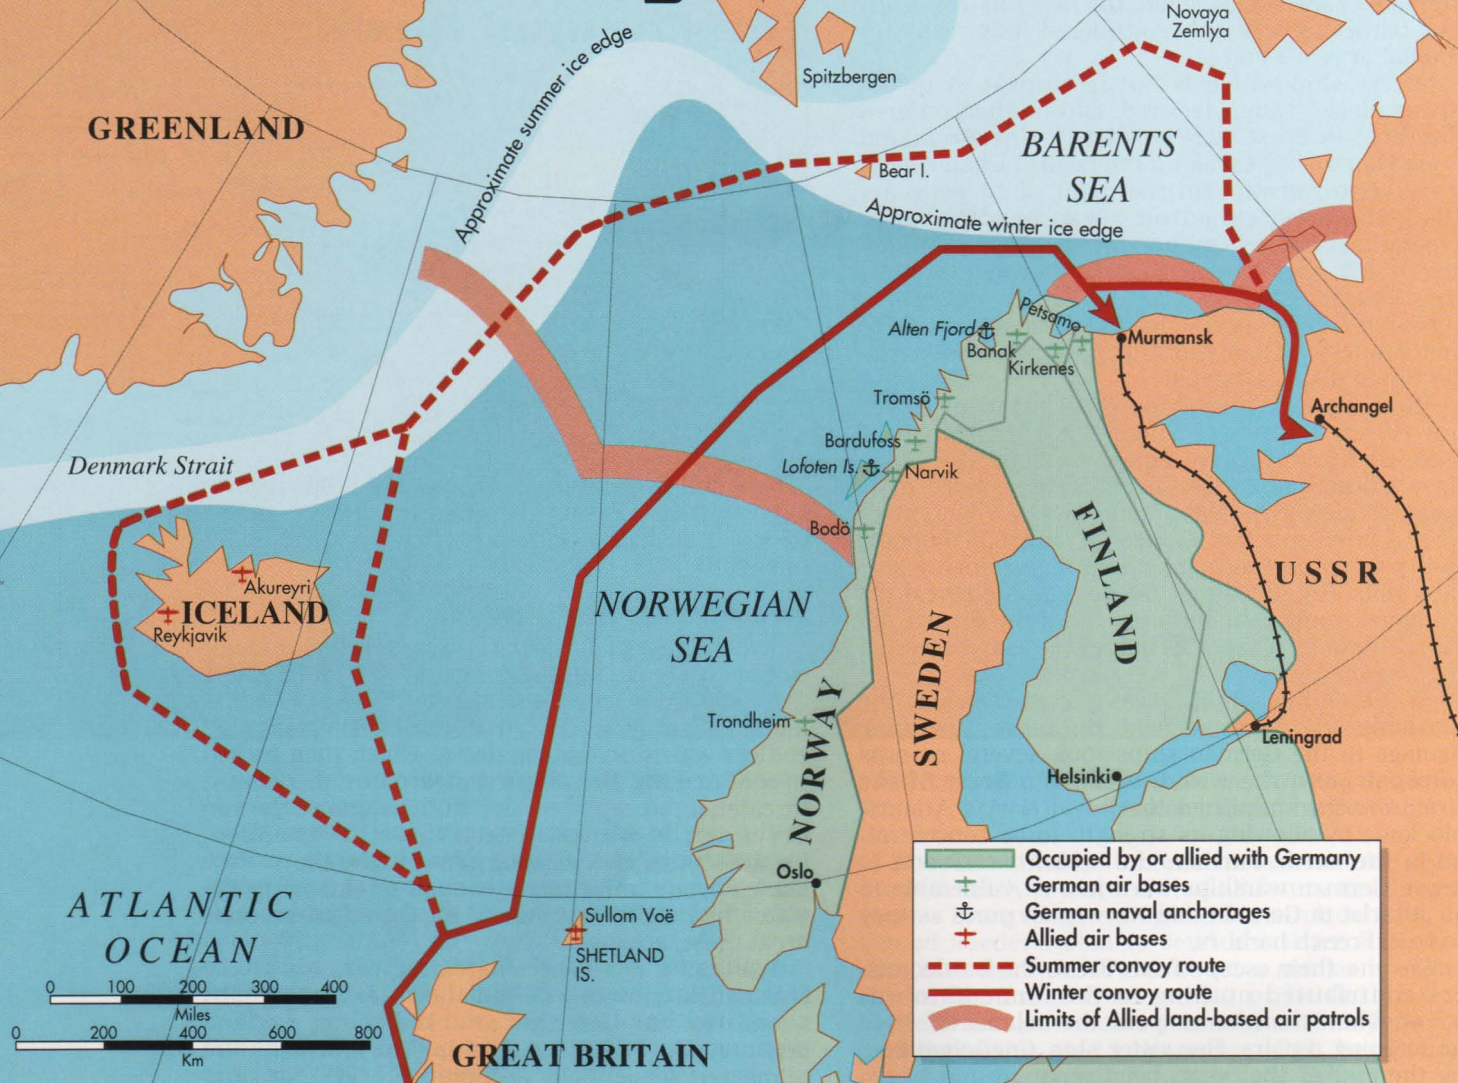 Novaya
Zemlya
Spitzbergen
Approximate summer ice edge
GREENLAND
BARENTS
SEA
Bear I.
Approximate winter ice edge
Petsamo
Alten Fjord
Murmansk
Banak
Kirkenes
Tromsö
Archangel
Bardufoss
Denmark Strait
Lofoten Is.
Narvik
Bodö
FINLAND
USSR
Akureyri
ICELAND
Reykjavik
NORWEGIAN
SEA
SWEDEN
NORWAY
Trondheim
Leningrad
Helsinki
Oslo
ATLANTIC
OCEAN
Sullom Voë
SHETLAND
IS.
0 100 200 300 400
Miles
0 200 400 600 800
Km
GREAT BRITAIN
Occupied by or allied with Germany
German air bases
German naval anchorages
Allied air bases
Summer convoy route
Winter convoy route
Limits of Allied land-based air patrols